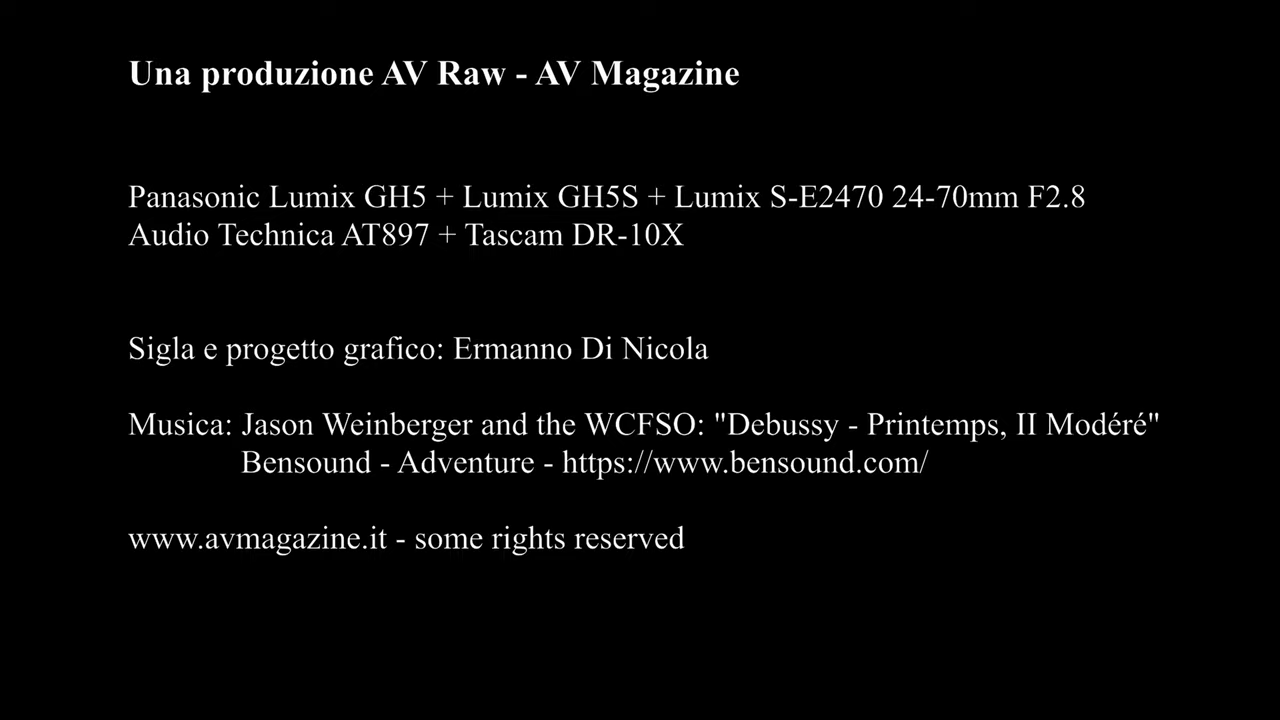 Una produzione AV Raw - AV Magazine
Panasonic Lumix GH5 + Lumix GH5S + Lumix S-E2470 24-70mm F2.8
Audio Technica AT897 + Tascam DR-10X
Sigla e progetto grafico: Ermanno Di Nicola
Musica: Jason Weinberger and the WCFSO: "Debussy - Printemps, II Modéré"
Bensound - Adventure - https://www.bensound.com/
www.avmagazine.it - some rights reserved